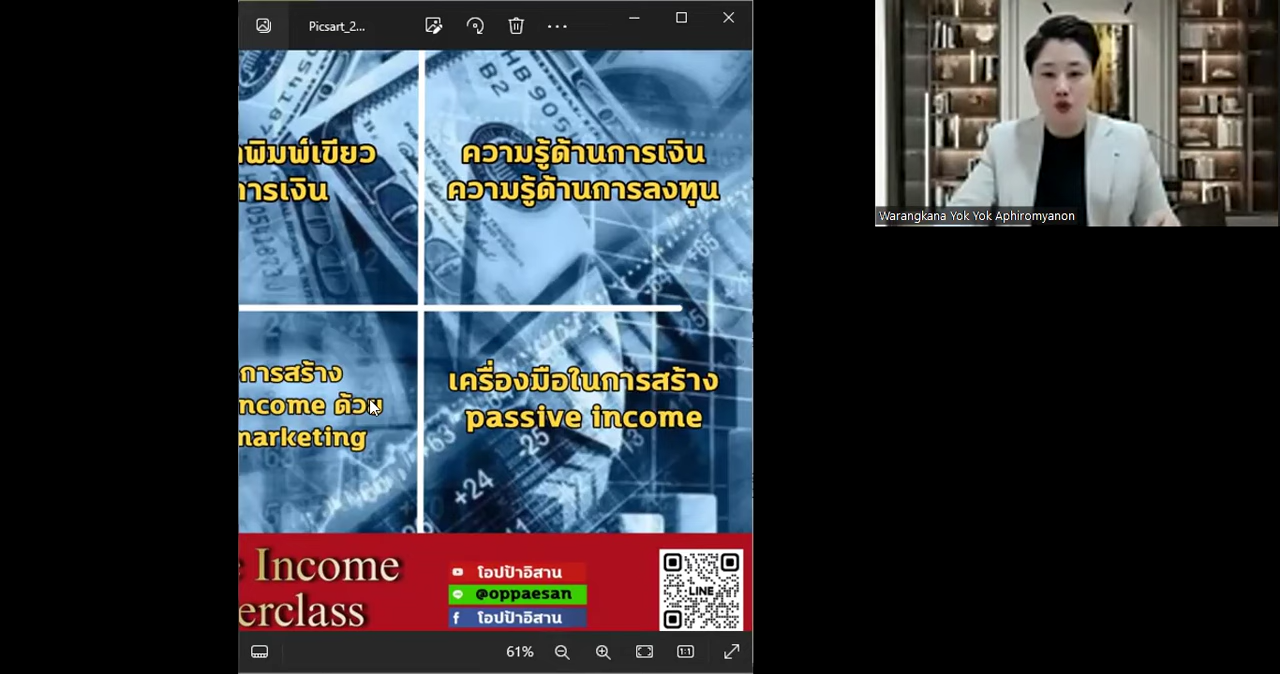 Picsart_2...
พิมพ์เขียว
การเงิน
ความรู้ด้านการเงิน
ความรู้ด้านการลงทุน
การสร้าง
ncome ด้วย
marketing
เครื่องมือในการสร้าง
passive income
Income
erclass
โอปป้าอิสาน
@oppaesan
โอปป้าอิสาน
LINE
61%
1:1
Warangkana Yok Yok Aphiromyanon